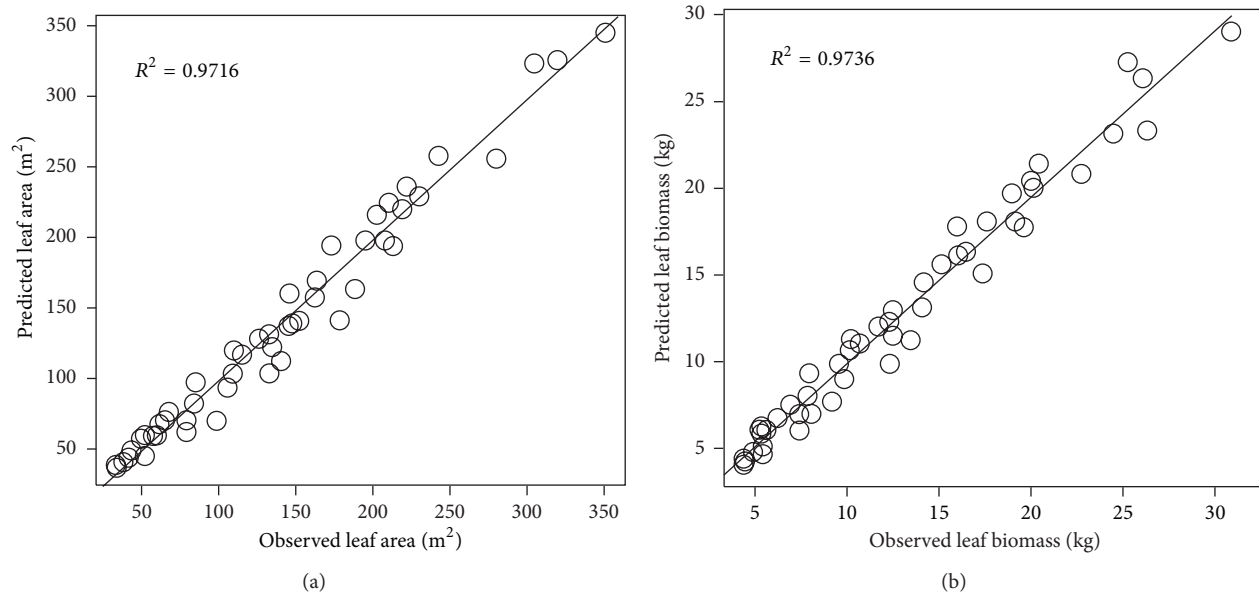 350
300
250
200
150
100
50
Predicted leaf area (m²)
R² = 0.9716
50 100 150 200 250 300 350
Observed leaf area (m²)
(a)
30
25
20
15
10
5
Predicted leaf biomass (kg)
R² = 0.9736
5 10 15 20 25 30
Observed leaf biomass (kg)
(b)